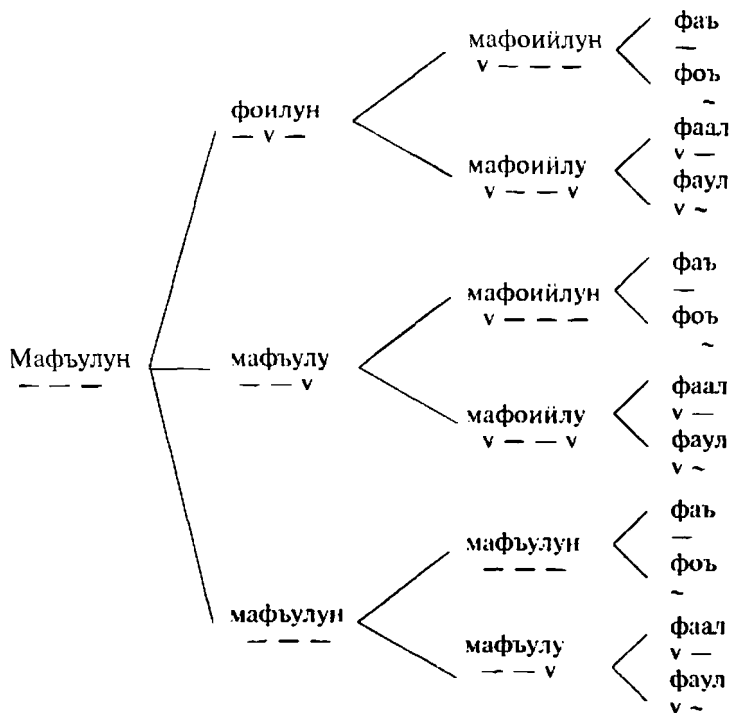 фаъ
—
мафоийлун
v — — —
фоъ
~
фоилун
— v —
фаал
v —
мафоийлу
v — — v
фаул
v ~
фаъ
—
мафоийлун
v — — —
фоъ
~
Мафъулун
— — —
мафъулу
— — v
фаал
v —
мафоийлу
v — — v
фаул
v ~
фаъ
—
мафъулун
— — —
фоъ
~
мафъулун
— — —
фаал
v —
мафъулу
— — v
фаул
v ~